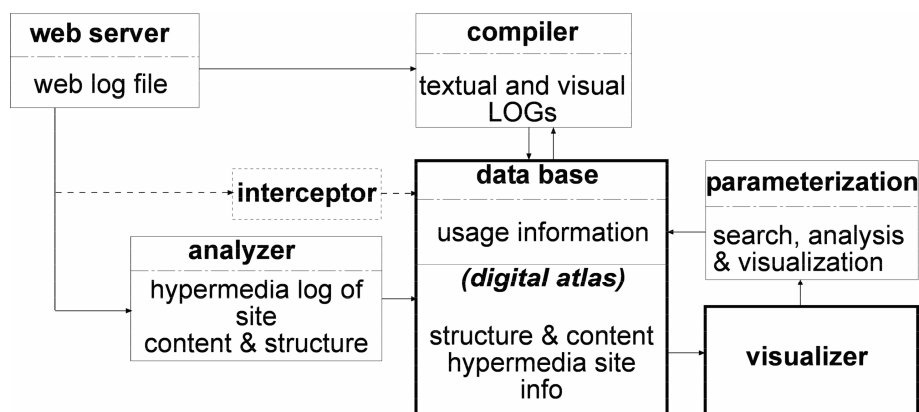 web server
web log file
compiler
textual and visual
LOGs
interceptor
analyzer
hypermedia log of
site
content & structure
data base
usage information
(digital atlas)
structure & content
hypermedia site
info
parameterization
search, analysis
& visualization
visualizer